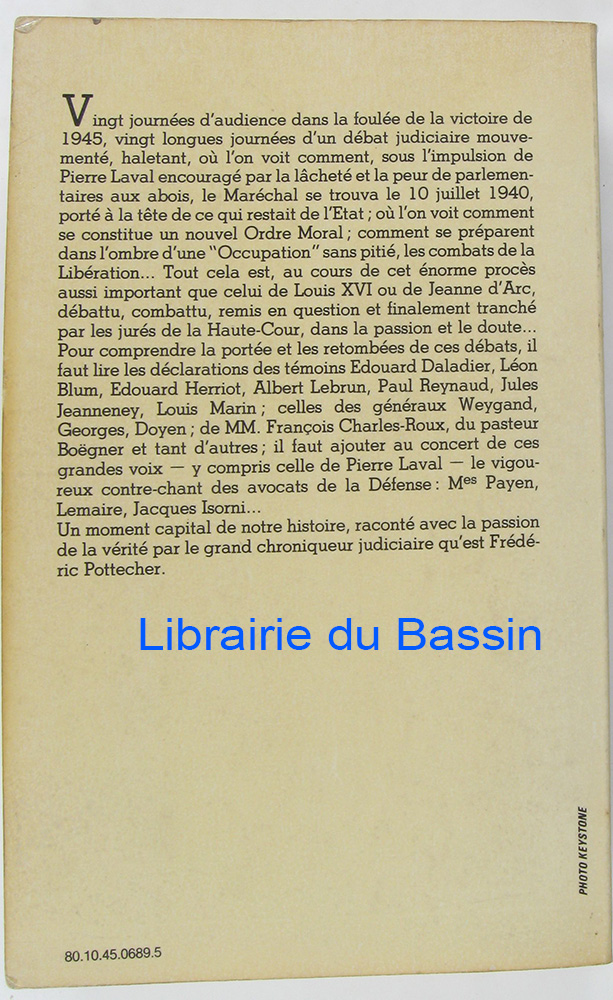 Vingt journées d'audience dans la foulée de la victoire de
1945, vingt longues journées d'un débat judiciaire mouve-
menté, haletant, où l'on voit comment, sous l'impulsion de
Pierre Laval encouragé par la lâcheté et la peur de parlemen-
taires aux abois, le Maréchal se trouva le 10 juillet 1940,
porté à la tête de ce qui restait de l'Etat ; où l'on voit comment
se constitue un nouvel Ordre Moral ; comment se préparent
dans l'ombre d'une "Occupation" sans pitié, les combats de la
Libération... Tout cela est, au cours de cet énorme procès
aussi important que celui de Louis XVI ou de Jeanne d'Arc,
débattu, combattu, remis en question et finalement tranché
par les jurés de la Haute-Cour, dans la passion et le doute...
Pour comprendre la portée et les retombées de ces débats, il
faut lire les déclarations des témoins Edouard Daladier, Léon
Blum, Edouard Herriot, Albert Lebrun, Paul Reynaud, Jules
Jeanneney, Louis Marin ; celles des généraux Weygand,
Georges, Doyen ; de MM. François Charles-Roux, du pasteur
Boëgner et tant d'autres ; il faut ajouter au concert de ces
grandes voix — y compris celle de Pierre Laval — le vigou-
reux contre-chant des avocats de la Défense : Mes Payen,
Lemaire, Jacques Isorni...
Un moment capital de notre histoire, raconté avec la passion
de la vérité par le grand chroniqueur judiciaire qu'est Frédé-
ric Pottecher.
Librairie du Bassin
PHOTO KEYSTONE
80.10.45.0689.5